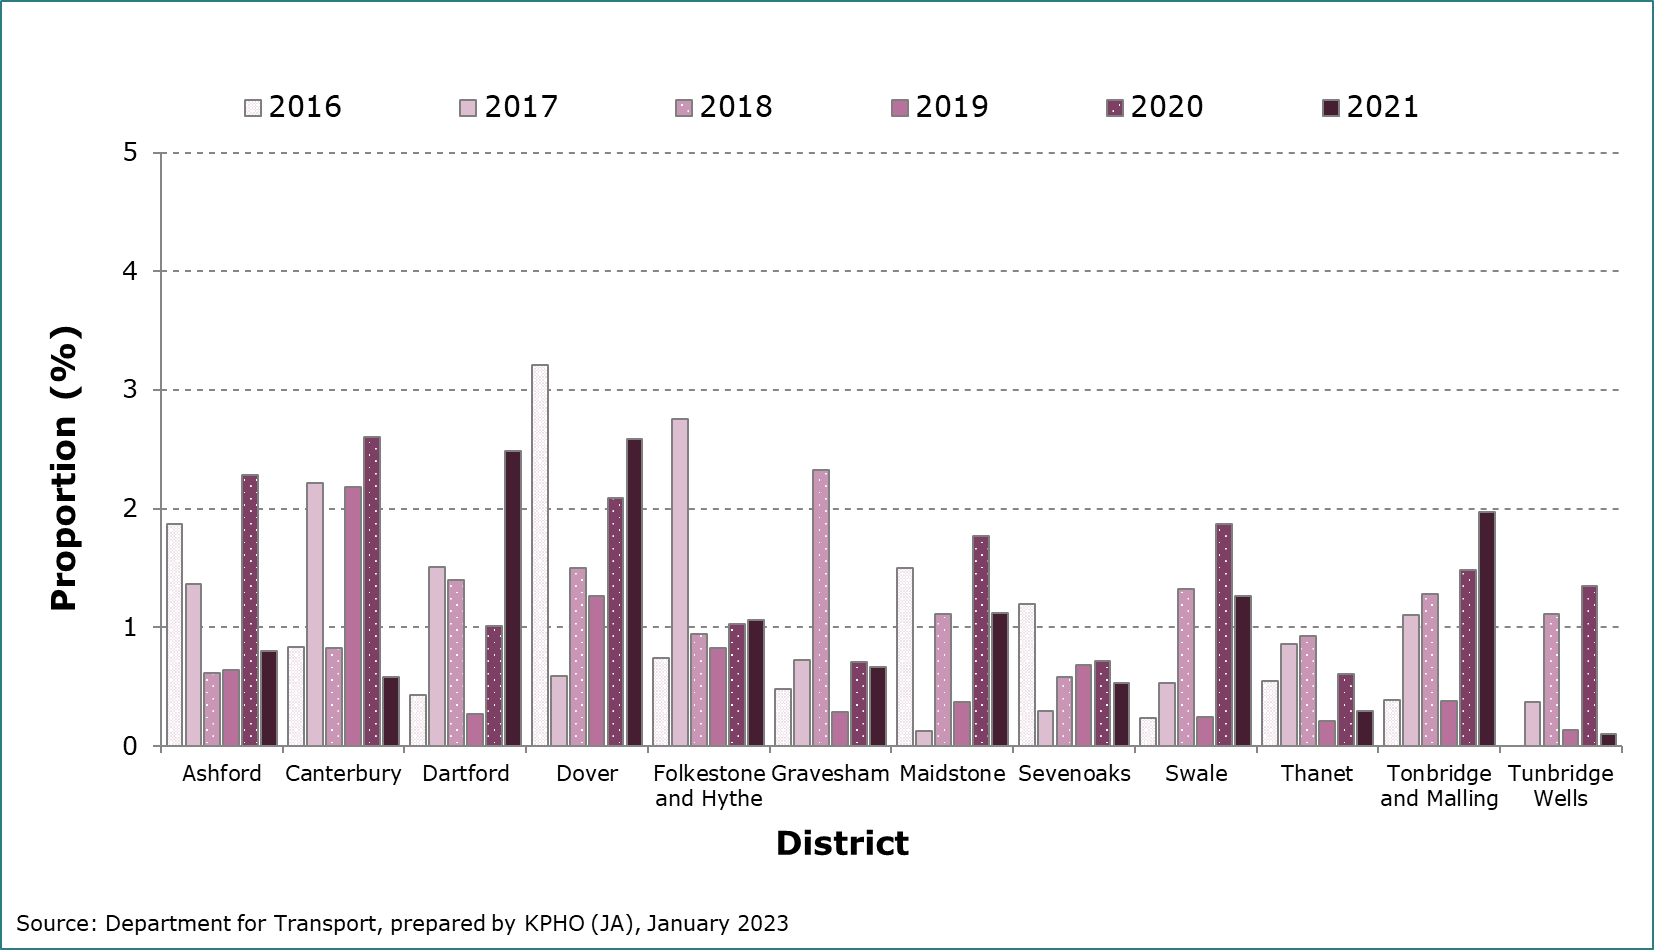 2016 2017 2018 2019 2020 2021
5
4
3
2
1
0
Proportion (%)
Ashford Canterbury Dartford Dover Folkestone Gravesham Maidstone Sevenoaks Swale Thanet Tonbridge Tunbridge
and Hythe and Malling Wells
District
Source: Department for Transport, prepared by KPHO (JA), January 2023